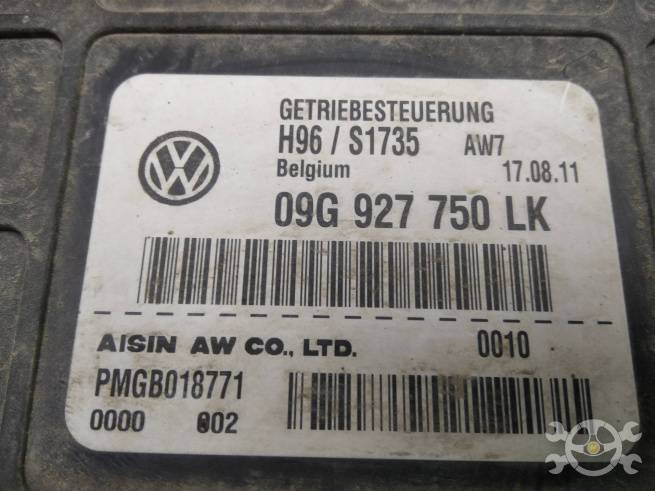 GETRIEBESTEUERUNG
H96 / S1735 AW7
Belgium 17.08.11
09G 927 750 LK
AISIN AW CO., LTD. 0010
PMGB018771
0000 002